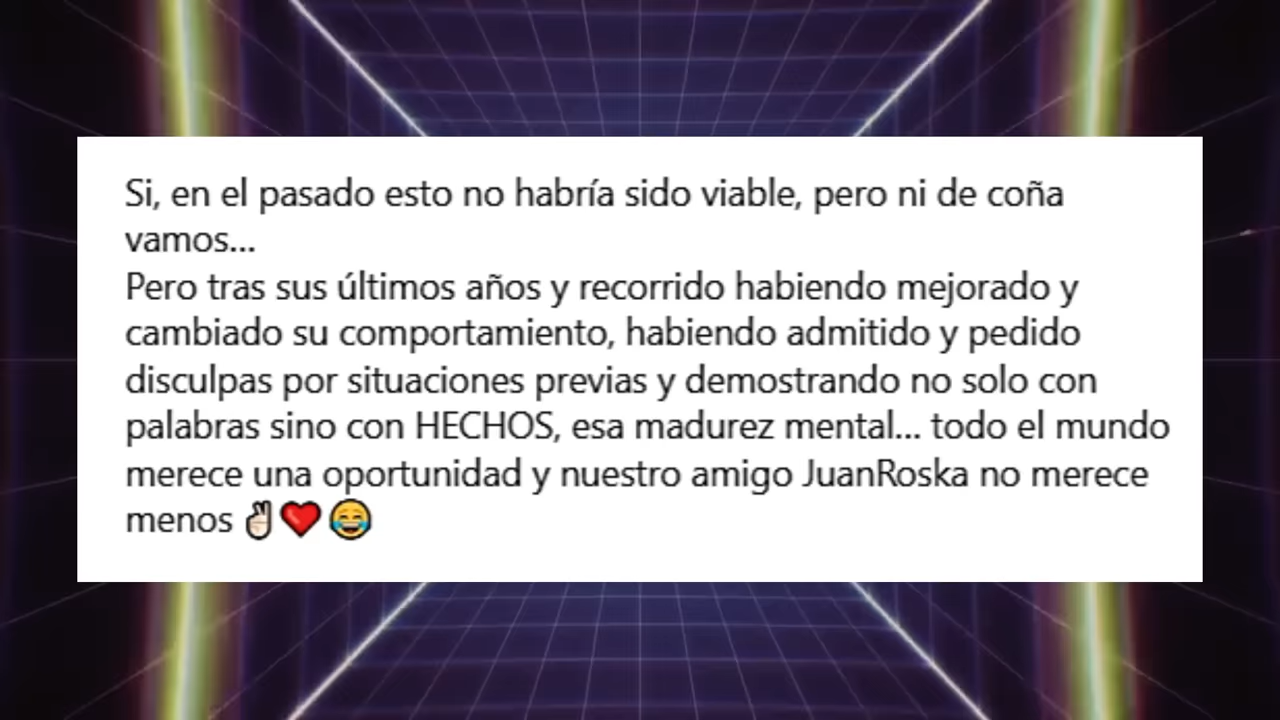 Si, en el pasado esto no habría sido viable, pero ni de coña
vamos...
Pero tras sus últimos años y recorrido habiendo mejorado y
cambiado su comportamiento, habiendo admitido y pedido
disculpas por situaciones previas y demostrando no solo con
palabras sino con HECHOS, esa madurez mental... todo el mundo
merece una oportunidad y nuestro amigo JuanRoska no merece
menos ✌🏻❤️😂